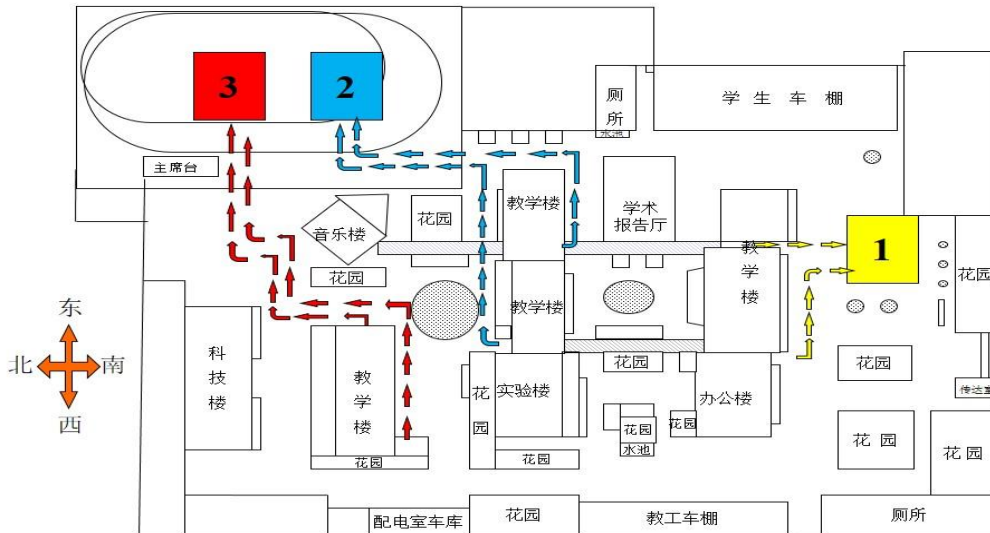 3
2
1
厕所
水池
学生车棚
主席台
花园
教学楼
学术
报告厅
音乐楼
花园
教学楼
花园
教学楼
东
北
南
西
科技楼
教学楼
花园
花园
传达室
花园
实验楼
办公楼
花园
花园
水池
花园
花园
花园
花园
配电室车库
花园
教工车棚
厕所